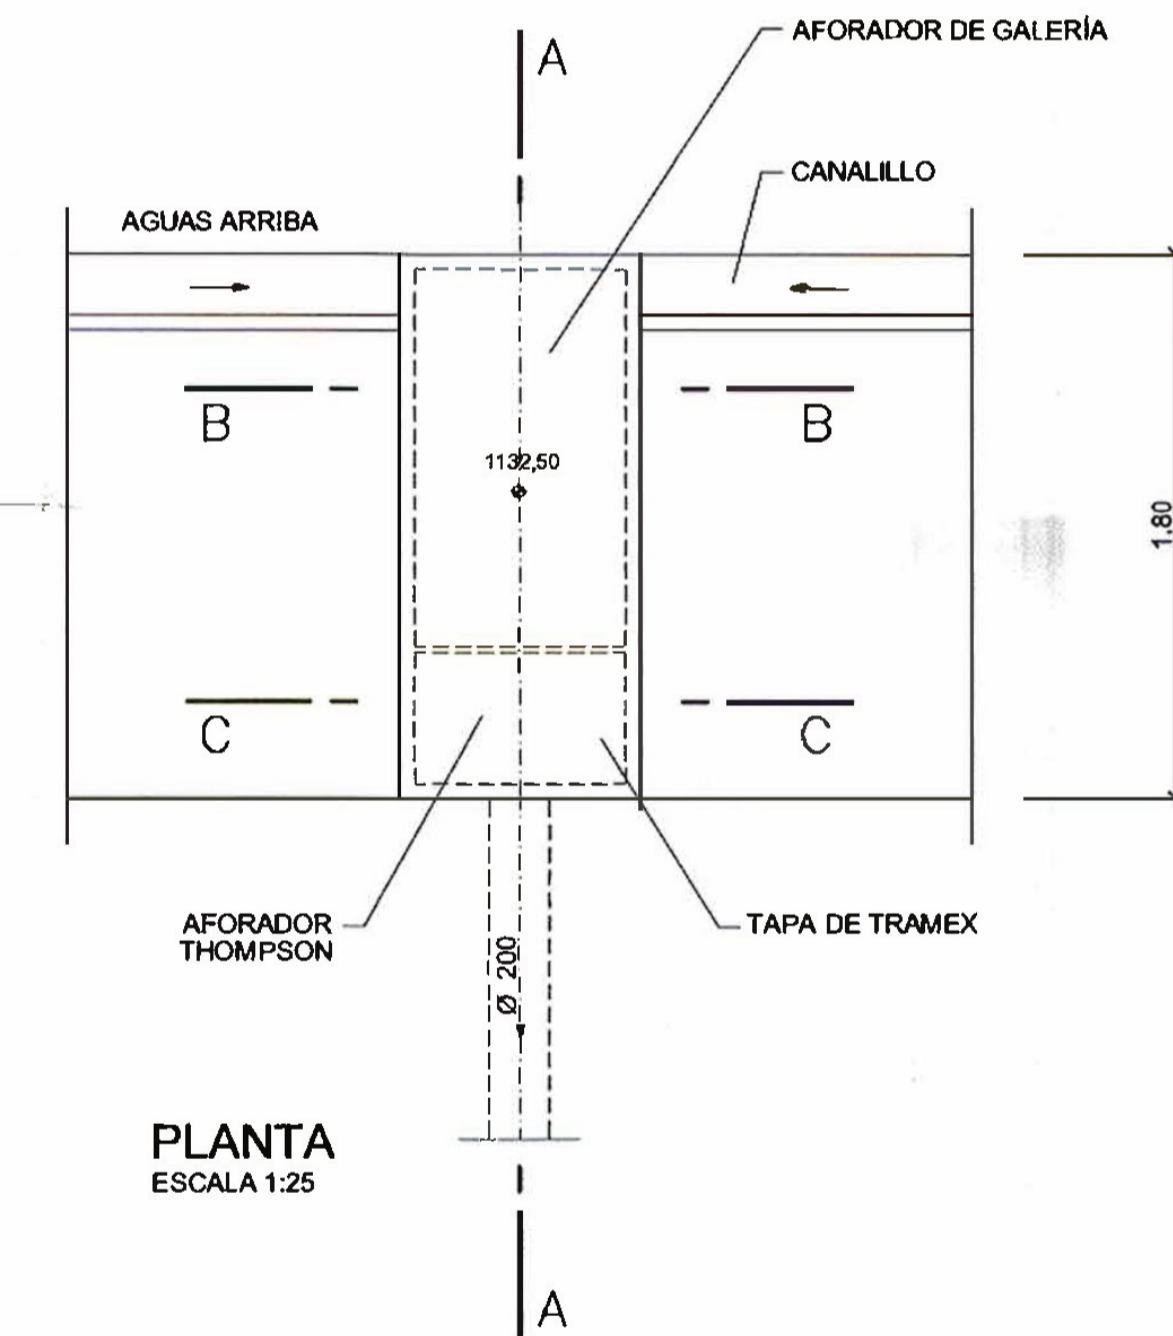 A
AFORADOR DE GALERÍA
CANALILLO
AGUAS ARRIBA
B
B
1132,50
1.80
C
C
AFORADOR
THOMPSON
TAPA DE TRAMEX
Ø 200
PLANTA
ESCALA 1:25
A